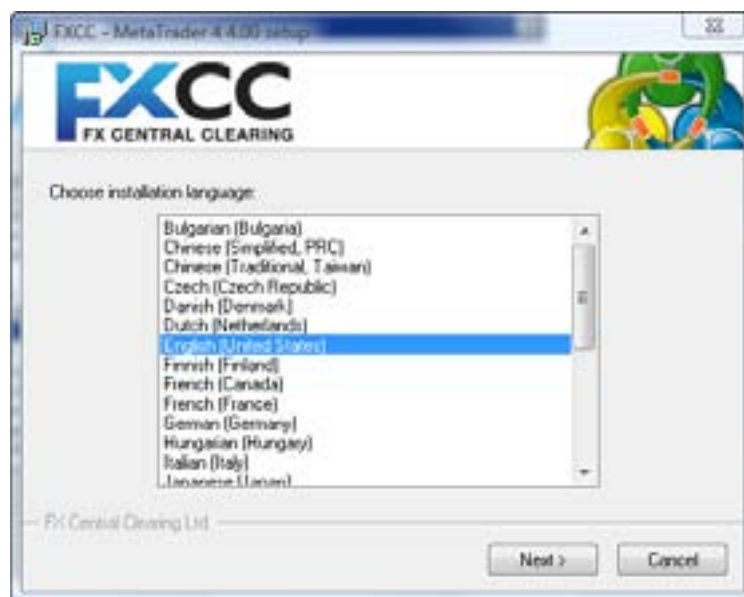 FXCC - MetaTrader 4 4.00 setup
FXCC
FX CENTRAL CLEARING
Choose installation language:
Bulgarian (Bulgaria)
Chinese (Simplified, PRC)
Chinese (Traditional, Taiwan)
Czech (Czech Republic)
Danish (Denmark)
Dutch (Netherlands)
English (United States)
Finnish (Finland)
French (Canada)
French (France)
German (Germany)
Hungarian (Hungary)
Italian (Italy)
Japanese (Japan)
FX Central Clearing Ltd
Next >
Cancel